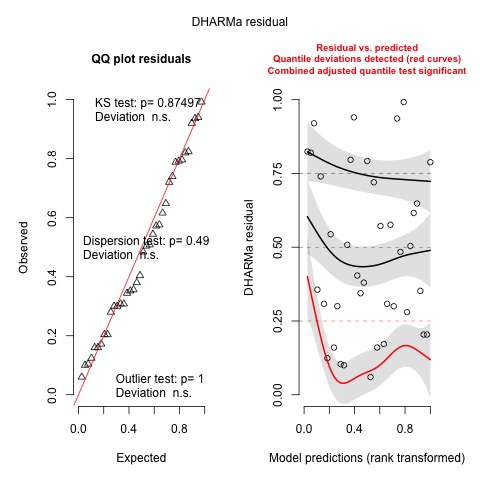 DHARMa residual
QQ plot residuals
KS test: p= 0.87497
Deviation n.s.
Dispersion test: p= 0.49
Deviation n.s.
Outlier test: p= 1
Deviation n.s.
Observed
0.0 0.2 0.4 0.6 0.8 1.0
0.0 0.4 0.8
Expected
Residual vs. predicted
Quantile deviations detected (red curves)
Combined adjusted quantile test significant
DHARMa residual
0.00 0.25 0.50 0.75 1.00
0.0 0.4 0.8
Model predictions (rank transformed)